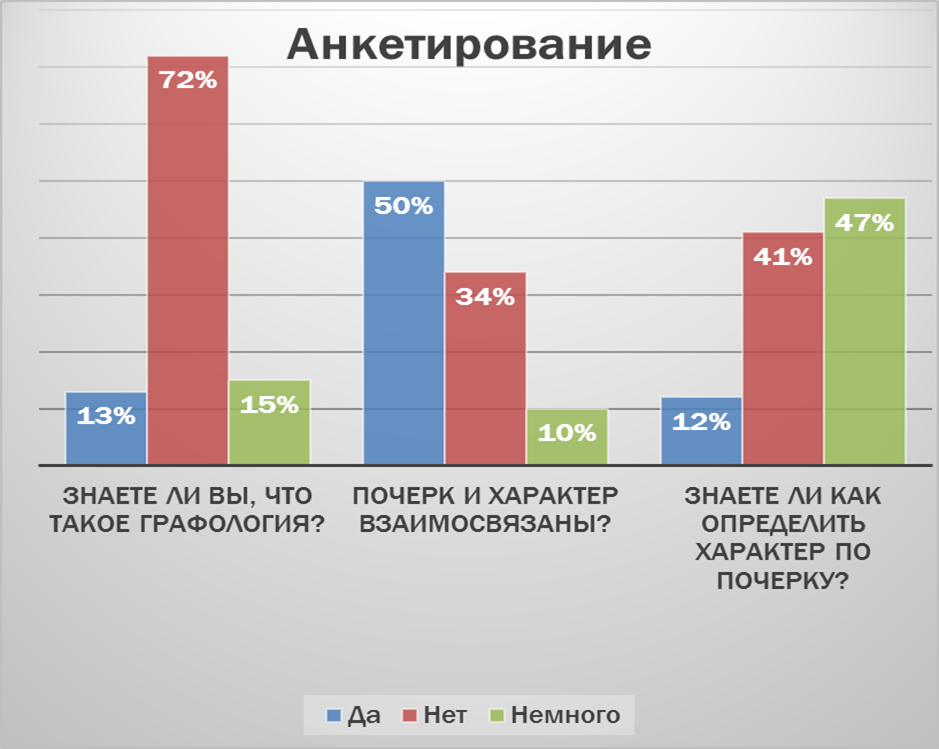 Анкетирование
72%
50%
47%
41%
34%
13%
15%
10%
12%
ЗНАЕТЕ ЛИ ВЫ, ЧТО
ТАКОЕ ГРАФОЛОГИЯ?
ПОЧЕРК И ХАРАКТЕР
ВЗАИМОСВЯЗАНЫ?
ЗНАЕТЕ ЛИ КАК
ОПРЕДЕЛИТЬ
ХАРАКТЕР ПО
ПОЧЕРКУ?
Да Нет Немного